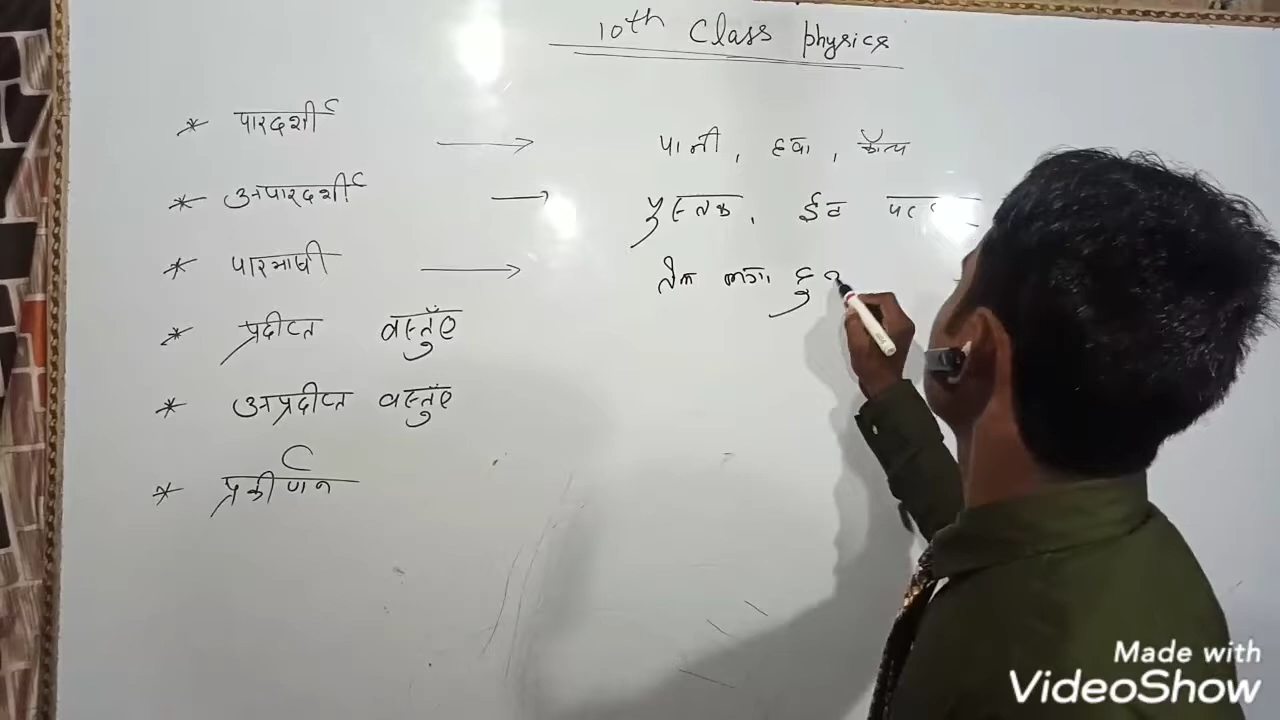 10th Class physics
* पारदर्शी → पानी, हवा, काँच
* अपारदर्शी → पुस्तक, ईट
* पारभाषी → तेल लगा हु
* प्रदीप्त वस्तुएँ
* अप्रदीप्त वस्तुएँ
* प्रकीर्णन
Made with
VideoShow